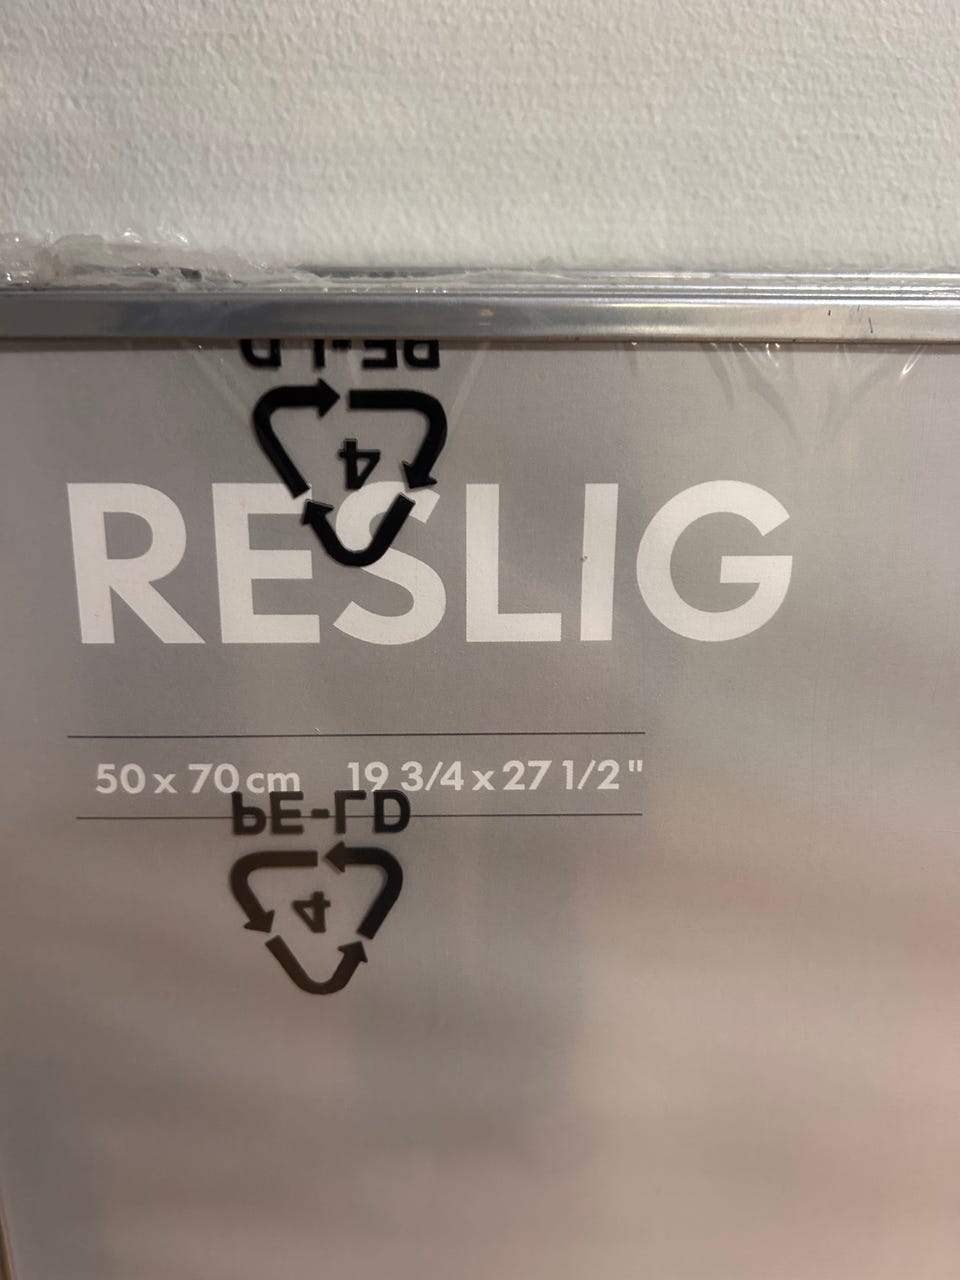 PE-LD
4
RESLIG
50 x 70 cm 19 3/4 x 27 1/2"
PE-LD
4